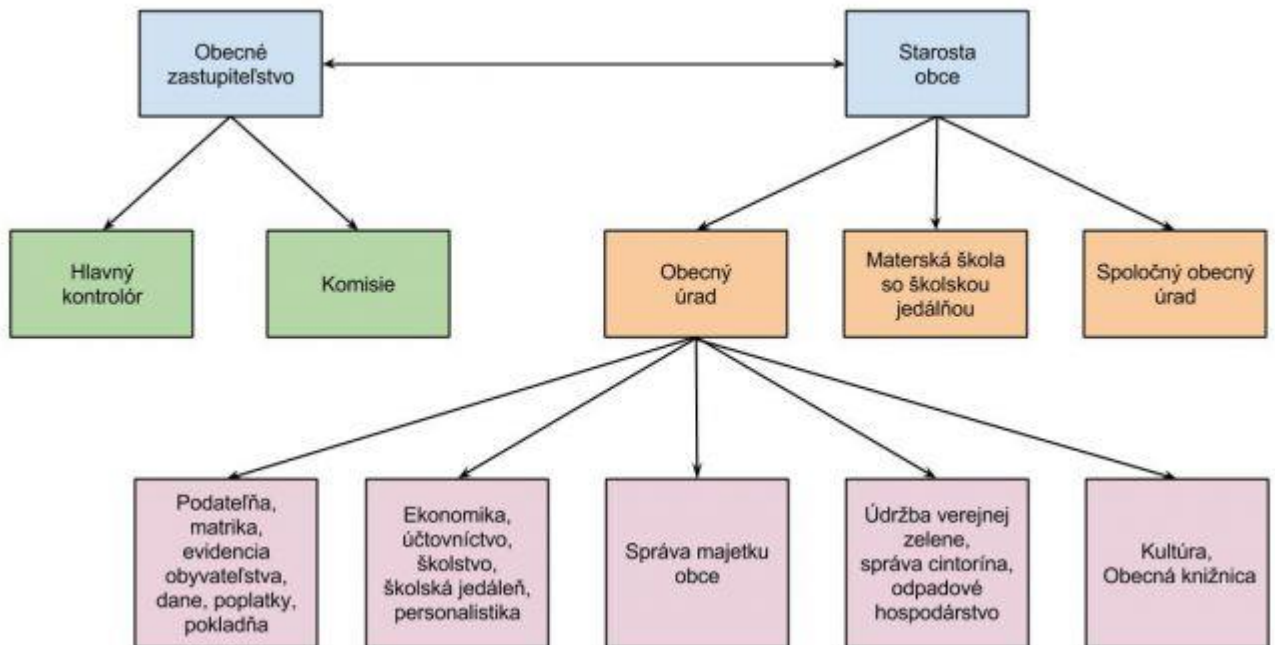 Obecné
zastupiteľstvo
Starosta
obce
Hlavný
kontrolór
Komisie
Obecný
úrad
Materská škola
so školskou
jedálňou
Spoločný obecný
úrad
Podateľňa,
matrika,
evidencia
obyvateľstva,
dane, poplatky,
pokladňa
Ekonomika,
účtovníctvo,
školstvo,
školská jedáleň,
personalistika
Správa majetku
obce
Údržba verejnej
zelene,
správa cintorína,
odpadové
hospodárstvo
Kultúra,
Obecná knižnica